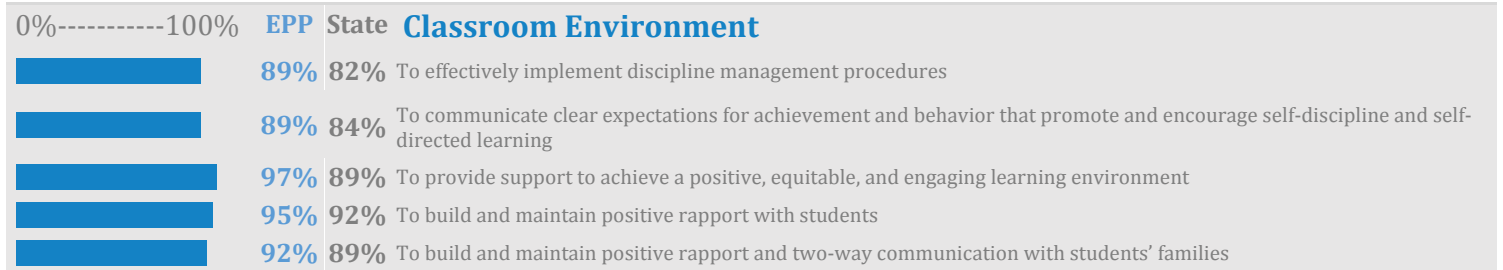 0%-----------100% EPP State Classroom Environment
89% 82% To effectively implement discipline management procedures
89% 84% To communicate clear expectations for achievement and behavior that promote and encourage self-discipline and self-
directed learning
97% 89% To provide support to achieve a positive, equitable, and engaging learning environment
95% 92% To build and maintain positive rapport with students
92% 89% To build and maintain positive rapport and two-way communication with students’ families